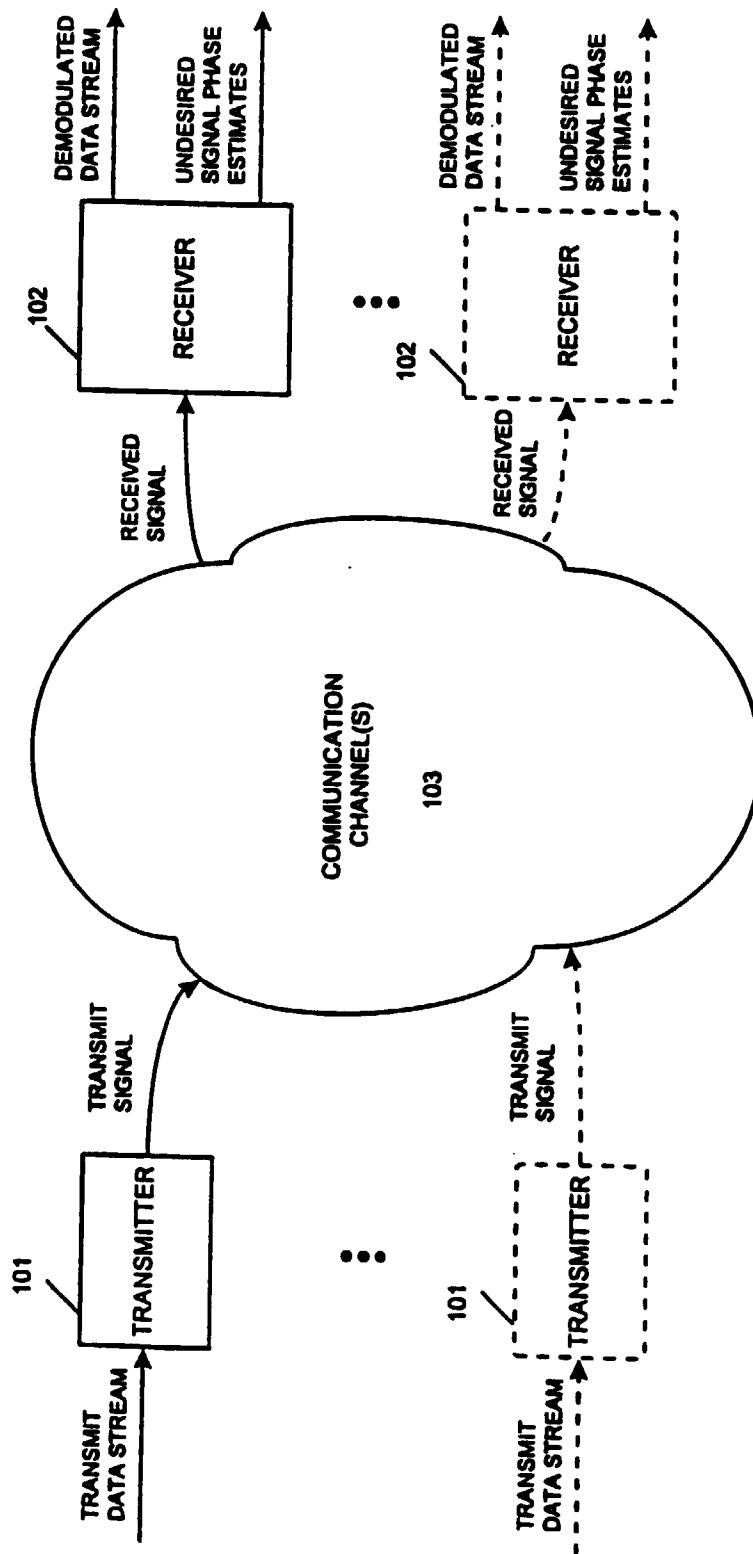 TRANSMIT
DATA STREAM
101
TRANSMITTER
TRANSMIT
SIGNAL
COMMUNICATION
CHANNEL(S)
103
RECEIVED
SIGNAL
102
RECEIVER
DEMODULATED
DATA STREAM
UNDESIRED
SIGNAL PHASE
ESTIMATES
TRANSMIT
DATA STREAM
101
TRANSMITTER
TRANSMIT
SIGNAL
RECEIVED
SIGNAL
102
RECEIVER
DEMODULATED
DATA STREAM
UNDESIRED
SIGNAL PHASE
ESTIMATES